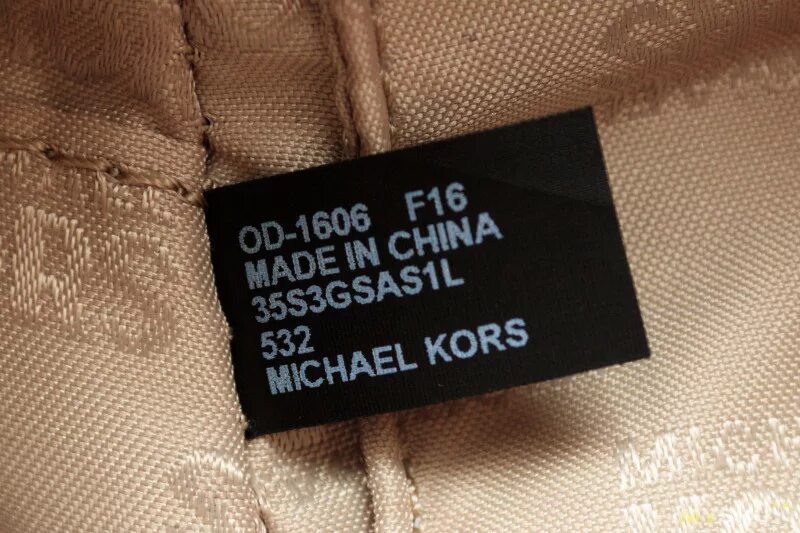 OD-1606 F16
MADE IN CHINA
35S3GSAS1L
532
MICHAEL KORS